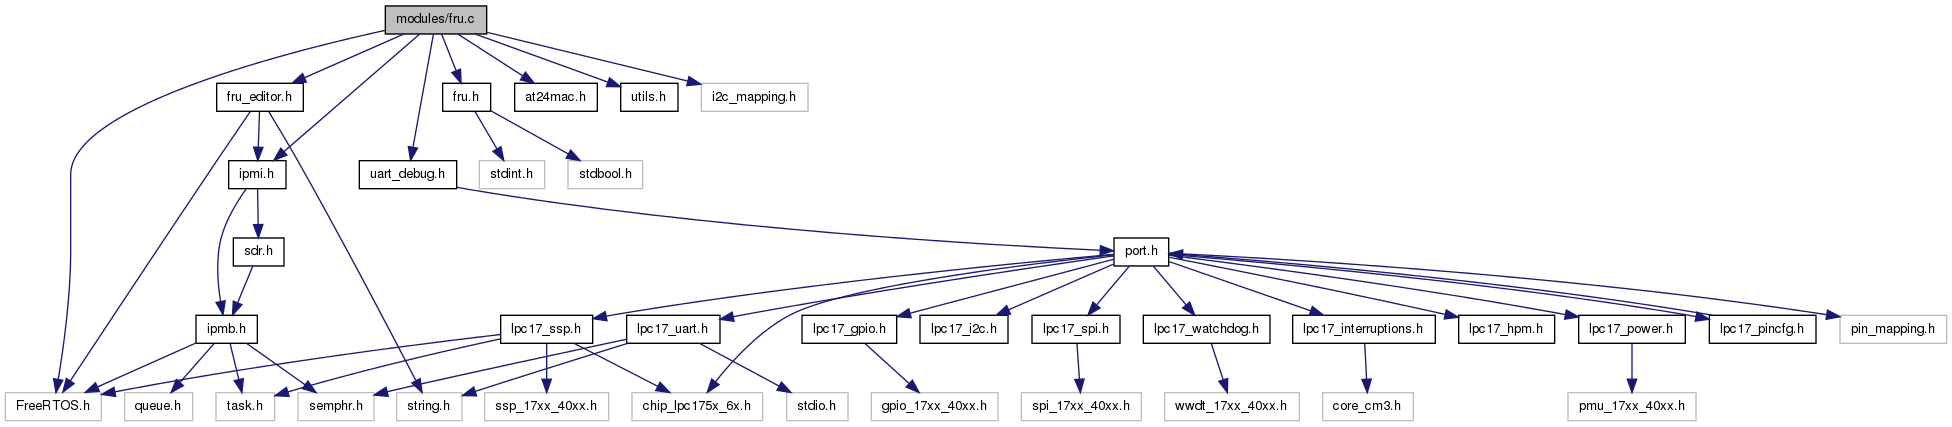 modules/fru.c
fru_editor.h
fru.h
at24mac.h
utils.h
i2c_mapping.h
ipmi.h
uart_debug.h
stdint.h
stdbool.h
sdr.h
port.h
ipmb.h
lpc17_ssp.h
lpc17_uart.h
lpc17_gpio.h
lpc17_i2c.h
lpc17_spi.h
lpc17_watchdog.h
lpc17_interruptions.h
lpc17_hpm.h
lpc17_power.h
lpc17_pincfg.h
pin_mapping.h
FreeRTOS.h
queue.h
task.h
semphr.h
string.h
ssp_17xx_40xx.h
chip_lpc175x_6x.h
stdio.h
gpio_17xx_40xx.h
spi_17xx_40xx.h
wwdt_17xx_40xx.h
core_cm3.h
pmu_17xx_40xx.h